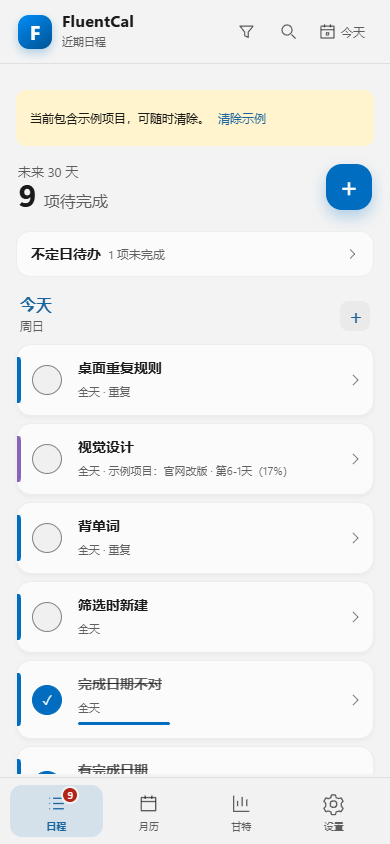 F
FluentCal
近期日程
今天
当前包含示例项目，可随时清除。 清除示例
未来 30 天
9 项待完成
+
不定日待办 1 项未完成
今天
周日
+
桌面重复规则
全天 · 重复
视觉设计
全天 · 示例项目：官网改版 · 第6-1天（17%）
背单词
全天 · 重复
筛选时新建
全天
完成日期不对
全天
有完成日期
9
日程
月历
甘特
设置